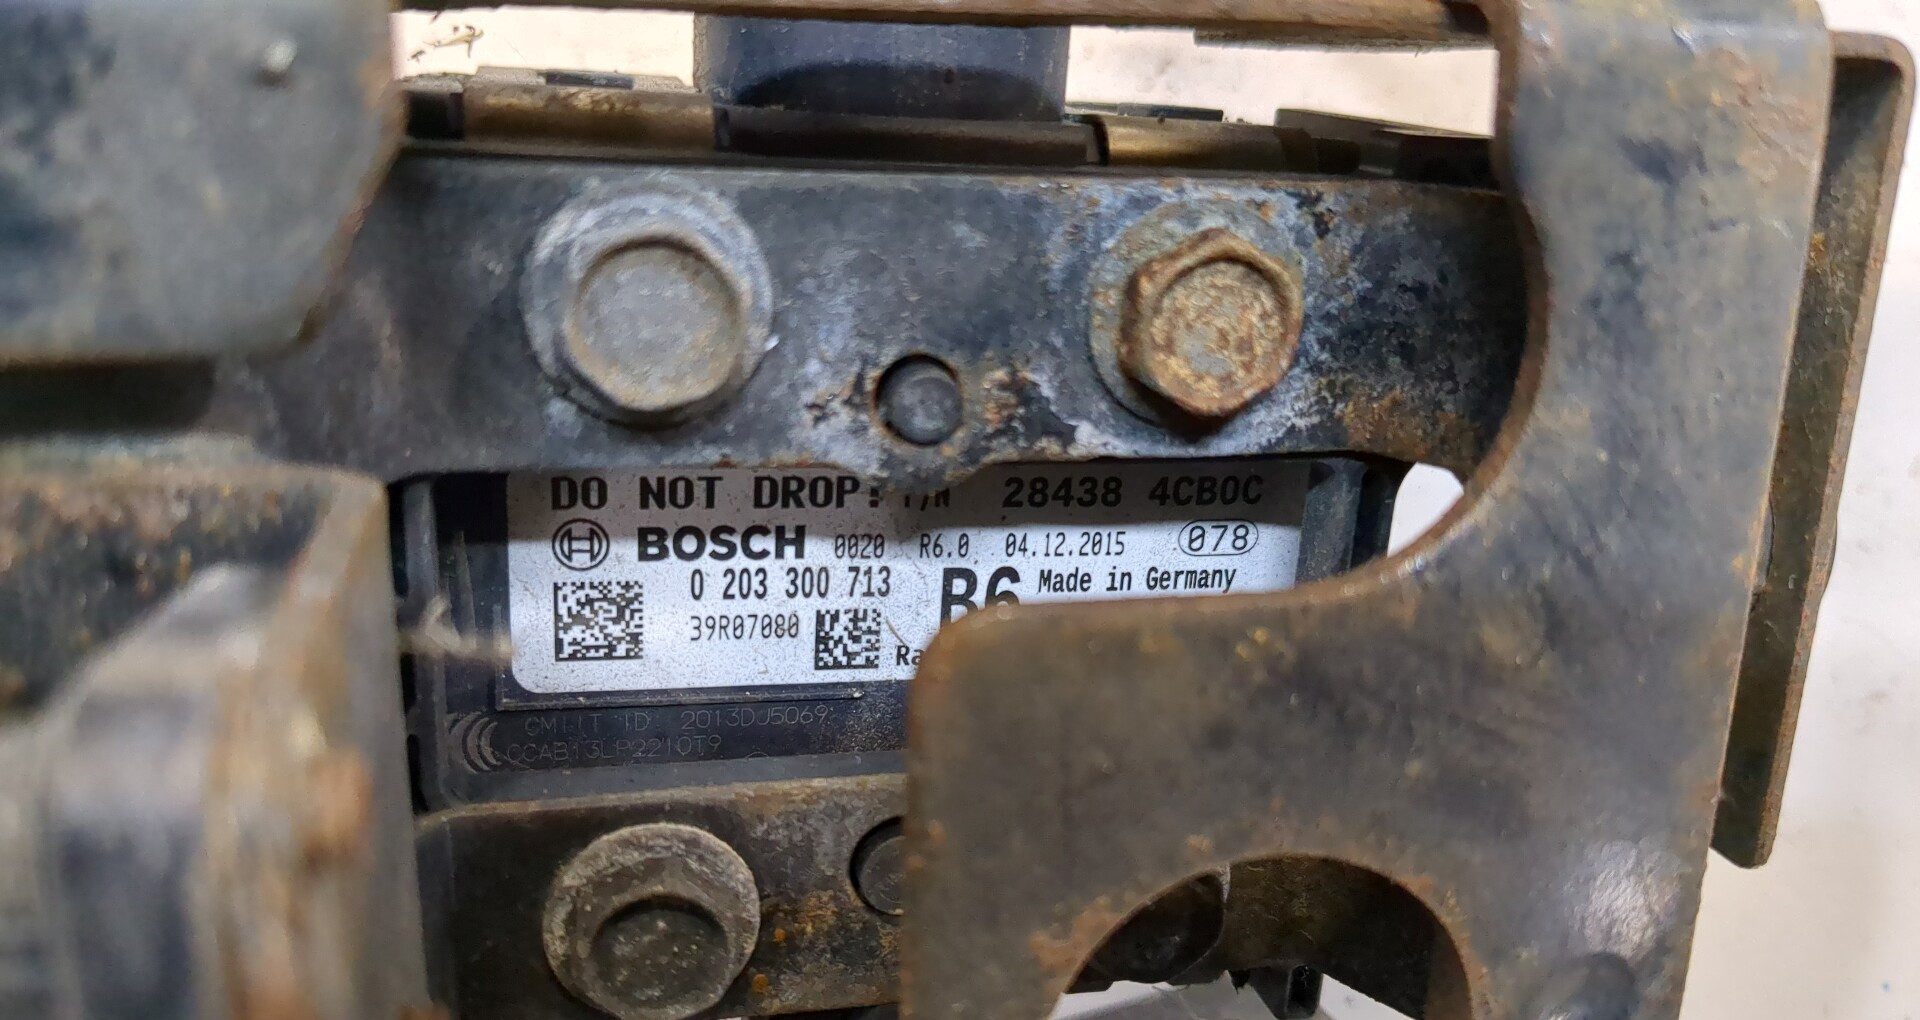 DO NOT DROP! P/N 28438 4CB0C
BOSCH 0020 R6.0 04.12.2015 078
0 203 300 713 B6 Made in Germany
39R07080
CMIIT ID 2013DJ5069
CCAB13LP2210T9